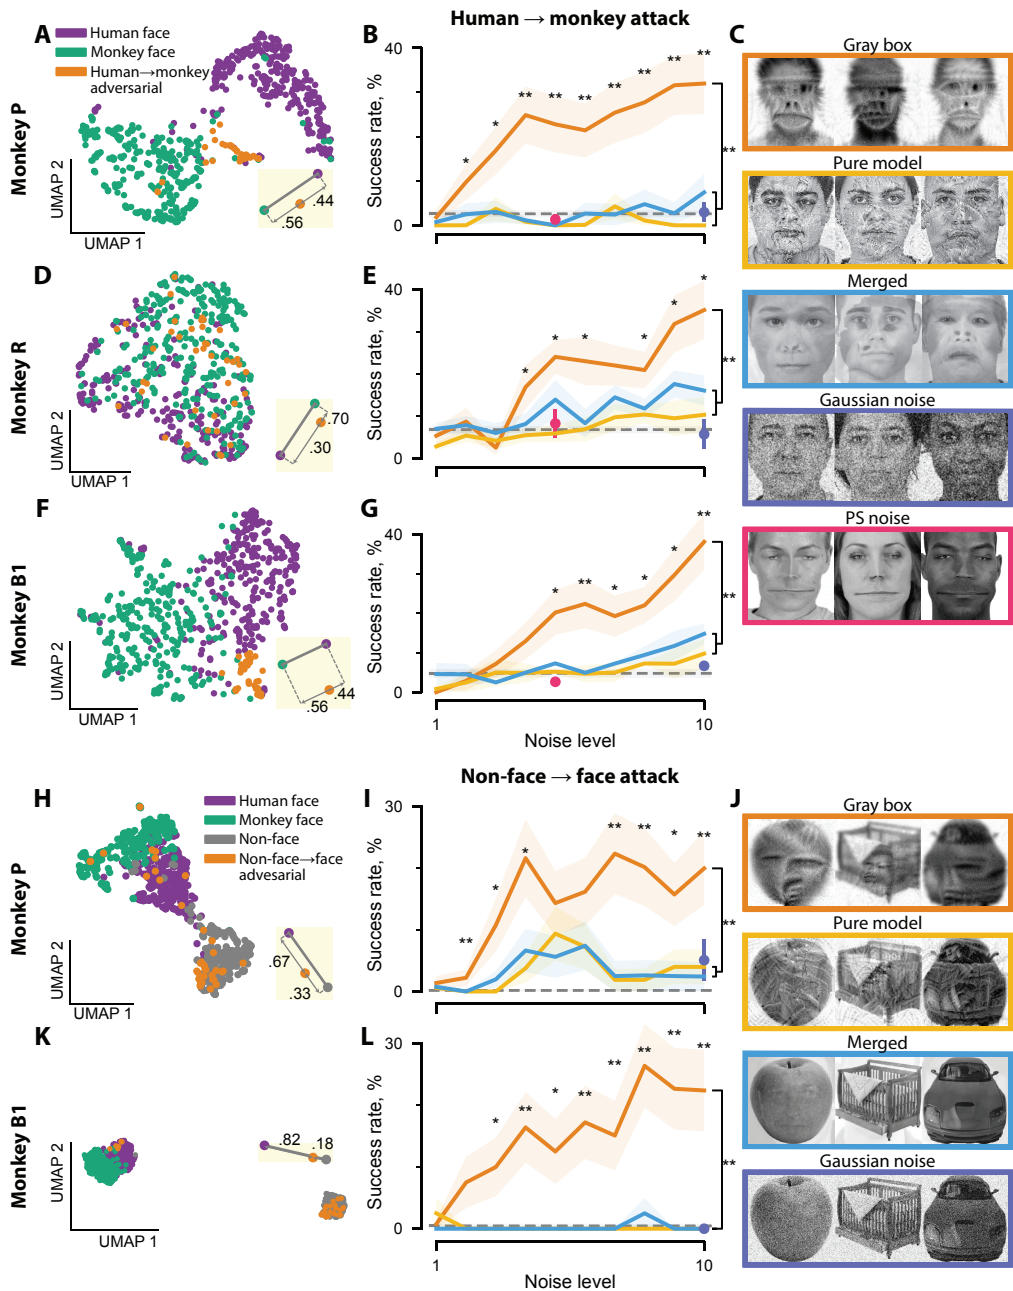 Human → monkey attack
A
Human face
Monkey face
Human→monkey
adversarial
Monkey P
UMAP 2
UMAP 1
.44
.56
B
Success rate, %
40
0
*
*
**
**
**
**
**
**
**
**
C
Gray box
Pure model
Merged
Gaussian noise
PS noise
D
Monkey R
UMAP 2
UMAP 1
.70
.30
E
Success rate, %
40
0
*
*
*
*
*
*
**
F
Monkey B1
UMAP 2
UMAP 1
.44
.56
G
Success rate, %
40
0
*
**
*
*
*
**
**
1
10
Noise level
Non-face → face attack
H
Human face
Monkey face
Non-face
Non-face→face
advesarial
Monkey P
UMAP 2
UMAP 1
.67
.33
I
Success rate, %
30
0
**
*
*
**
**
*
**
**
J
Gray box
Pure model
Merged
Gaussian noise
K
Monkey B1
UMAP 2
UMAP 1
.82 .18
L
Success rate, %
30
0
*
**
*
**
**
**
**
**
**
1
10
Noise level